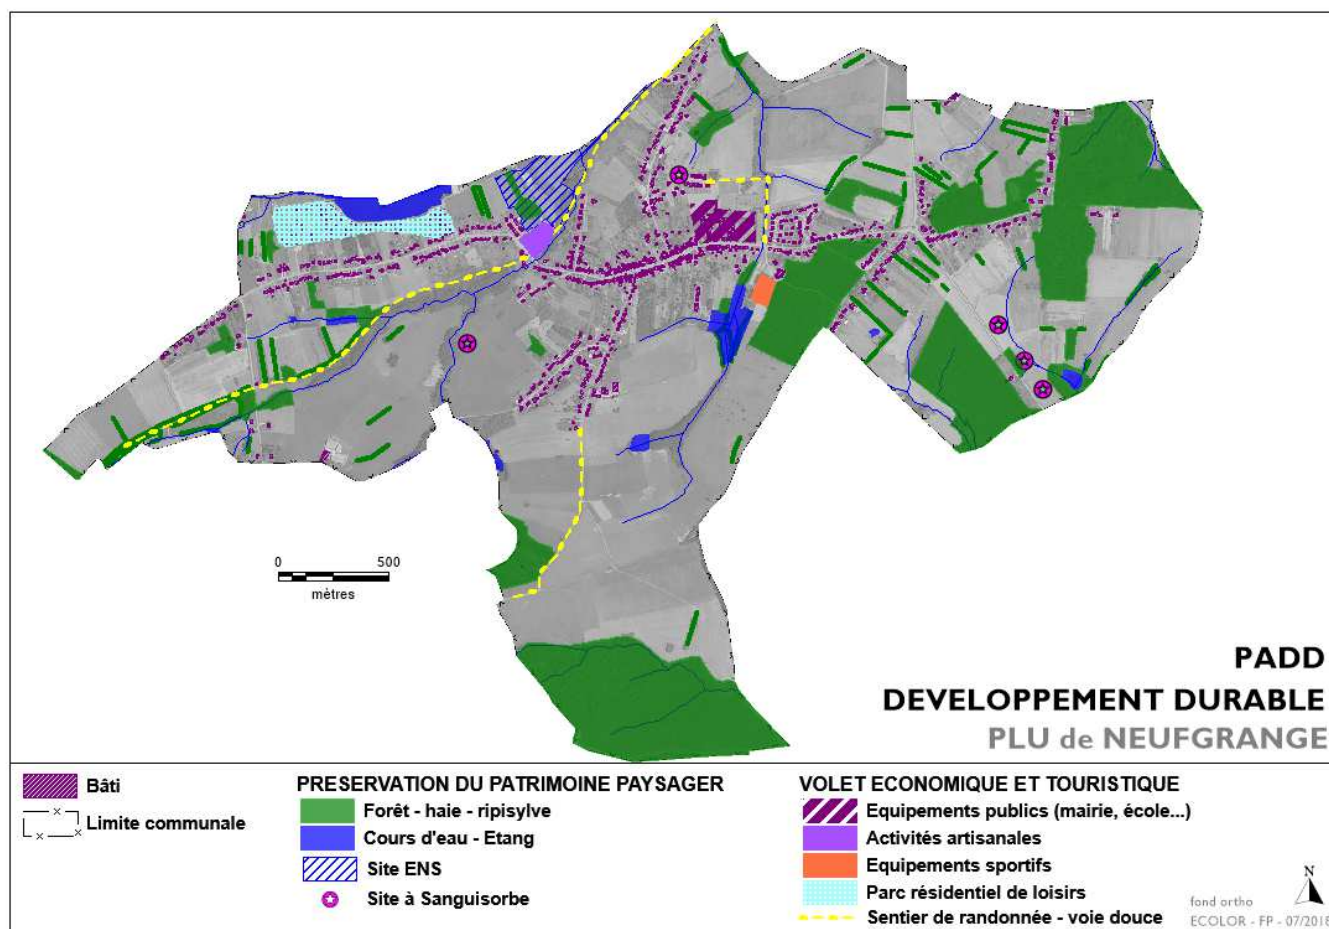 0 500
mètres
PADD
DEVELOPPEMENT DURABLE
PLU de NEUFGRANGE
Bâti
Limite communale
PRESERVATION DU PATRIMOINE PAYSAGER
Forêt - haie - ripisylve
Cours d'eau - Etang
Site ENS
Site à Sanguisorbe
VOLET ECONOMIQUE ET TOURISTIQUE
Equipements publics (mairie, école...)
Activités artisanales
Equipements sportifs
Parc résidentiel de loisirs
Sentier de randonnée - voie douce
N
fond ortho
ECOLOR - FP - 07/2018